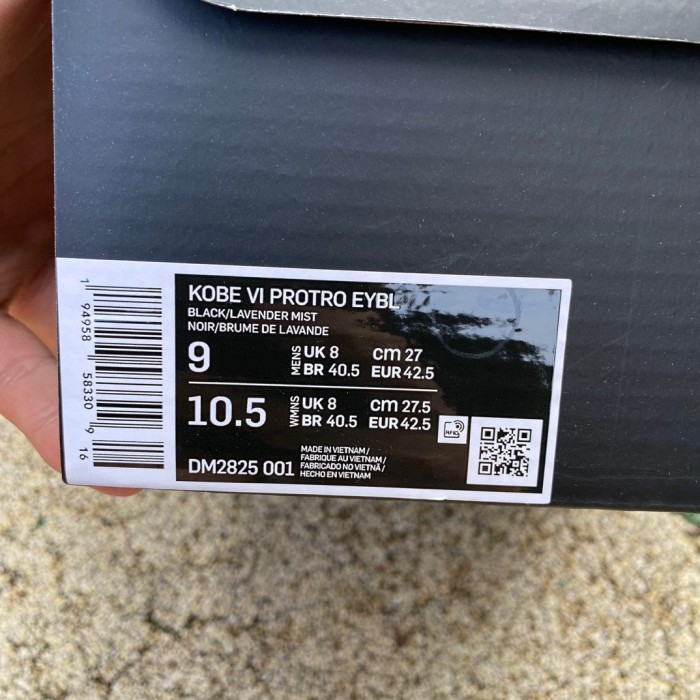 KOBE VI PROTRO EYBL
BLACK/LAVENDER MIST
NOIR/BRUME DE LAVANDE
9 MENS UK 8 cm 27
BR 40.5 EUR 42.5
10.5 WMNS UK 8 cm 27.5
BR 40.5 EUR 42.5
RFID
DM2825 001
MADE IN VIETNAM/
FABRIQUE AU VIETNAM/
FABRICADO NO VIETNÃ/
HECHO EN VIETNAM
1 94958 58330 9
16